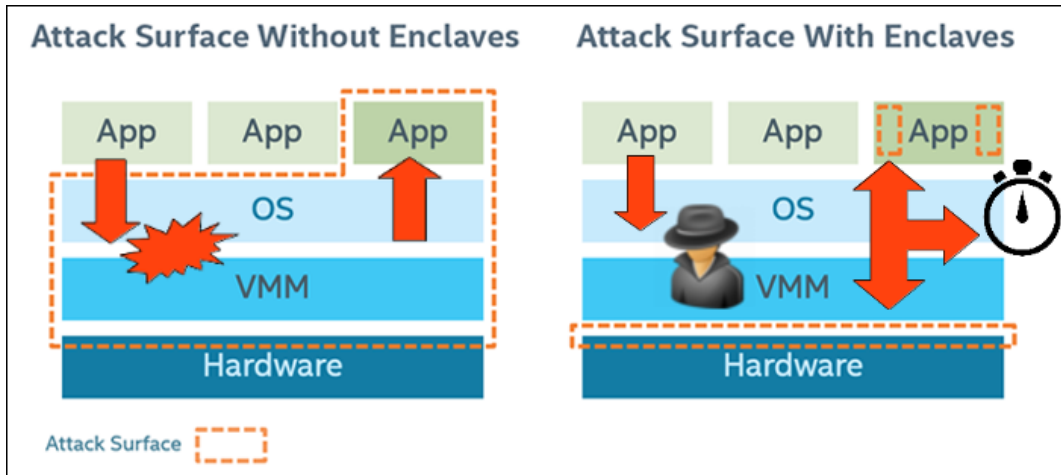 Attack Surface Without Enclaves
App
App
App
OS
VMM
Hardware
Attack Surface
Attack Surface With Enclaves
App
App
App
OS
VMM
Hardware